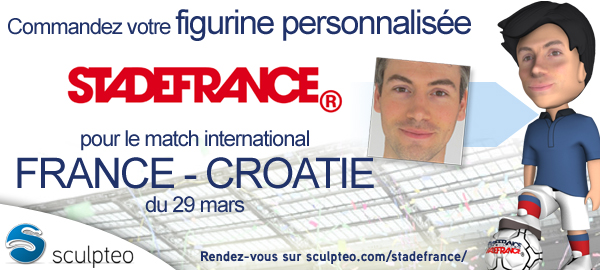 Commandez votre figurine personnalisée
STADEFRANCE®
pour le match international
FRANCE - CROATIE
du 29 mars
sculpteo
Rendez-vous sur sculpteo.com/stadefrance/
STADEFRANCE